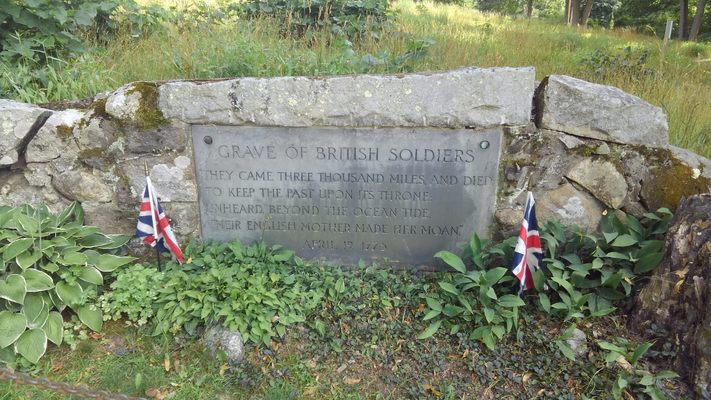 GRAVE OF BRITISH SOLDIERS
THEY CAME THREE THOUSAND MILES, AND DIED,
TO KEEP THE PAST UPON ITS THRONE:
UNHEARD, BEYOND THE OCEAN TIDE,
THEIR ENGLISH MOTHER MADE HER MOAN.
APRIL 19, 1775